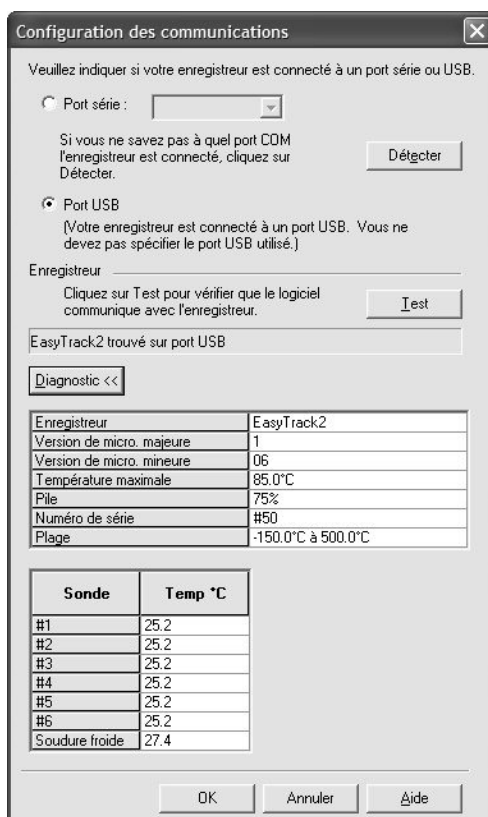 Configuration des communications
Veuillez indiquer si votre enregistreur est connecté à un port série ou USB.
Port série :
Si vous ne savez pas à quel port COM
l'enregistreur est connecté, cliquez sur
Détecter.
Détecter
Port USB
(Votre enregistreur est connecté à un port USB. Vous ne
devez pas spécifier le port USB utilisé.)
Enregistreur
Cliquez sur Test pour vérifier que le logiciel
communique avec l'enregistreur.
Test
EasyTrack2 trouvé sur port USB
Diagnostic <<
Enregistreur EasyTrack2
Version de micro. majeure 1
Version de micro. mineure 06
Température maximale 85.0°C
Pile 75%
Numéro de série #50
Plage -150.0°C à 500.0°C
Sonde Temp °C
#1 25.2
#2 25.2
#3 25.2
#4 25.2
#5 25.2
#6 25.2
Soudure froide 27.4
OK Annuler Aide